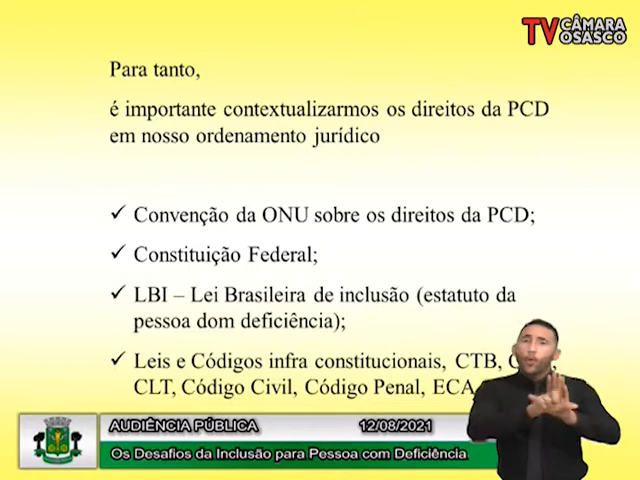 TV CÂMARA
OSASCO
Para tanto,
é importante contextualizarmos os direitos da PCD
em nosso ordenamento jurídico
✓ Convenção da ONU sobre os direitos da PCD;
✓ Constituição Federal;
✓ LBI – Lei Brasileira de inclusão (estatuto da
pessoa dom deficiência);
✓ Leis e Códigos infra constitucionais, CTB,
CLT, Código Civil, Código Penal, ECA
AUDIÊNCIA PÚBLICA 12/08/2021
Os Desafios da Inclusão para Pessoa com Deficiência